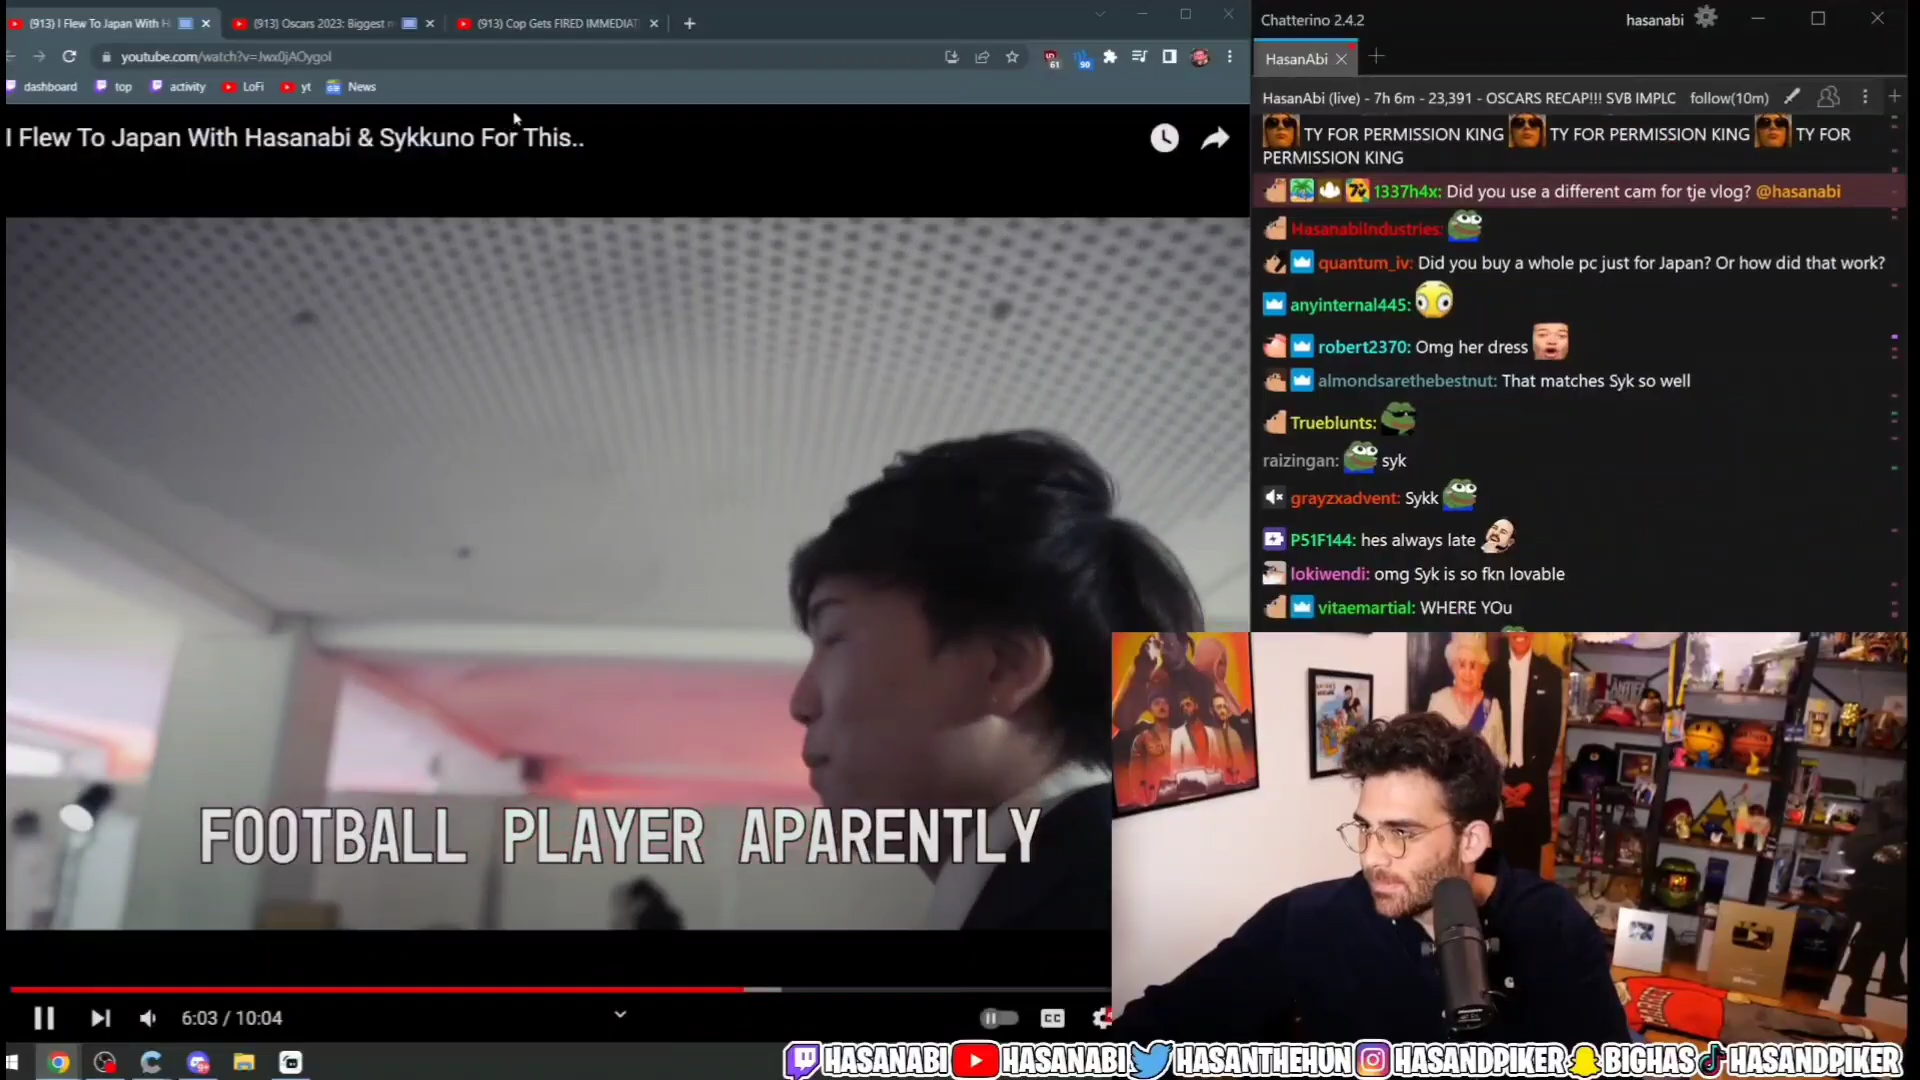 (913) I Flew To Japan With H
(913) Oscars 2023: Biggest
(913) Cop Gets FIRED IMMEDIAT
youtube.com/watch?v=Jwx0jAOygoI
61
90
dashboard
top
activity
LoFi
yt
News
I Flew To Japan With Hasanabi & Sykkuno For This..
FOOTBALL PLAYER APARENTLY
6:03 / 10:04
CC
Chatterino 2.4.2
hasanabi
HasanAbi
HasanAbi (live) - 7h 6m - 23,391 - OSCARS RECAP!!! SVB IMPLC
follow(10m)
TY FOR PERMISSION KING TY FOR PERMISSION KING TY FOR
PERMISSION KING
1337h4x: Did you use a different cam for tje vlog? @hasanabi
HasanabiIndustries:
quantum_iv: Did you buy a whole pc just for Japan? Or how did that work?
anyinternal445:
robert2370: Omg her dress
almondsarethebestnut: That matches Syk so well
Trueblunts:
raizingan: syk
grayzxadvent: Sykk
P51F144: hes always late
lokiwendi: omg Syk is so fkn lovable
vitaemartial: WHERE YOu
HASANABI HASANABI HASANTHEHUN HASANDPIKER BIGHAS HASANDPIKER